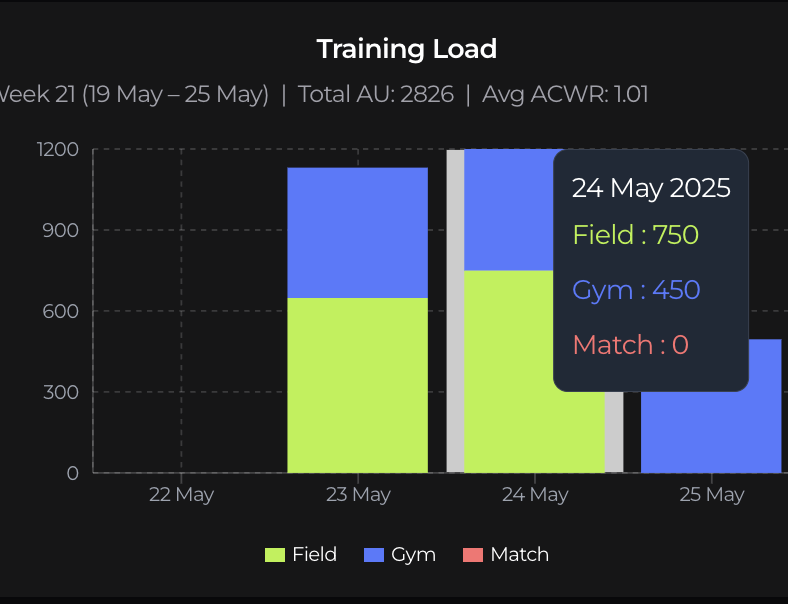 Training Load
Week 21 (19 May – 25 May) | Total AU: 2826 | Avg ACWR: 1.01
1200
900
600
300
0
24 May 2025
Field : 750
Gym : 450
Match : 0
22 May
23 May
24 May
25 May
Field
Gym
Match